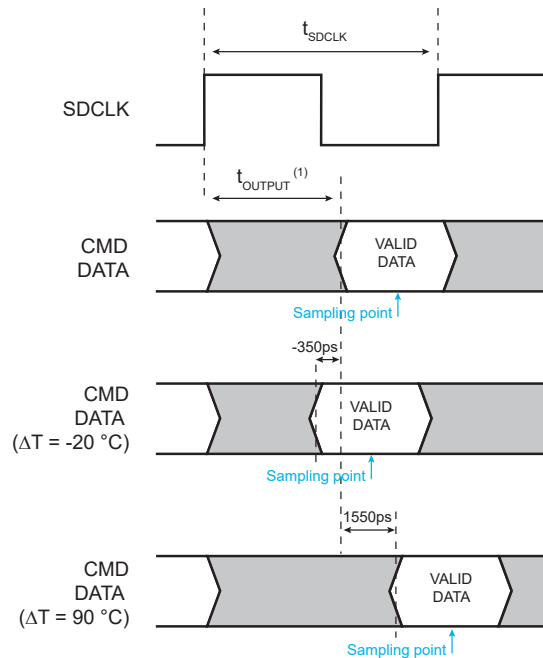 tSDCLK
SDCLK
tOUTPUT (1)
CMD
DATA
VALID
DATA
Sampling point
-350ps
CMD
DATA
(ΔT = -20 °C)
VALID
DATA
Sampling point
1550ps
CMD
DATA
(ΔT = 90 °C)
VALID
DATA
Sampling point